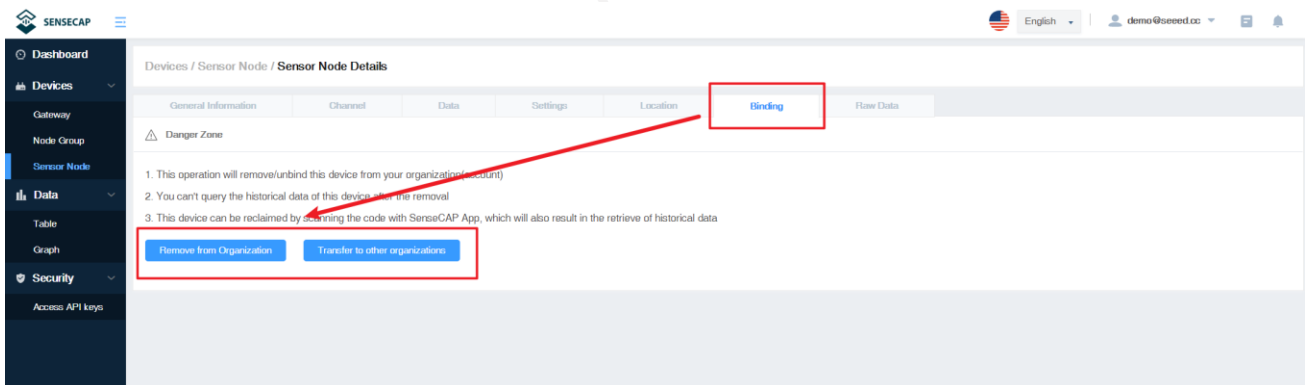 SENSECAP
English
demo@seeed.cc
Dashboard
Devices
Gateway
Node Group
Sensor Node
Data
Table
Graph
Security
Access API keys
Devices / Sensor Node / Sensor Node Details
General Information Channel Data Settings Location Binding Raw Data
Danger Zone
1. This operation will remove/unbind this device from your organization(account)
2. You can't query the historical data of this device after the removal
3. This device can be reclaimed by scanning the code with SenseCAP App, which will also result in the retrieve of historical data
Remove from Organization Transfer to other organizations